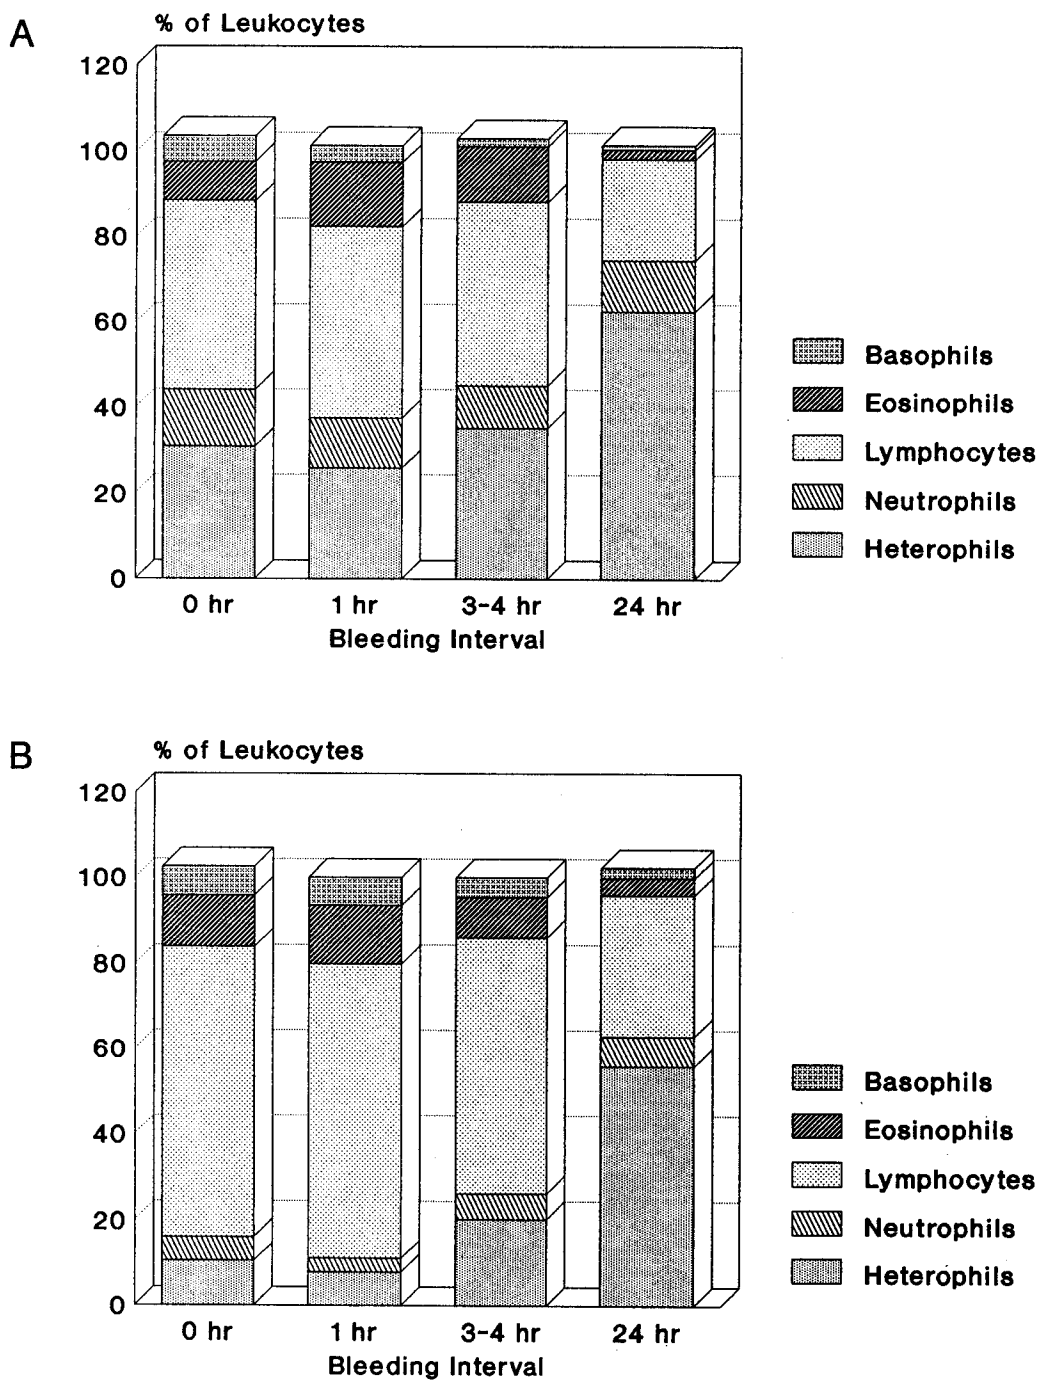 A
% of Leukocytes
120
100
80
60
40
20
0
0 hr
1 hr
3-4 hr
24 hr
Bleeding Interval
Basophils
Eosinophils
Lymphocytes
Neutrophils
Heterophils
B
% of Leukocytes
120
100
80
60
40
20
0
0 hr
1 hr
3-4 hr
24 hr
Bleeding Interval
Basophils
Eosinophils
Lymphocytes
Neutrophils
Heterophils